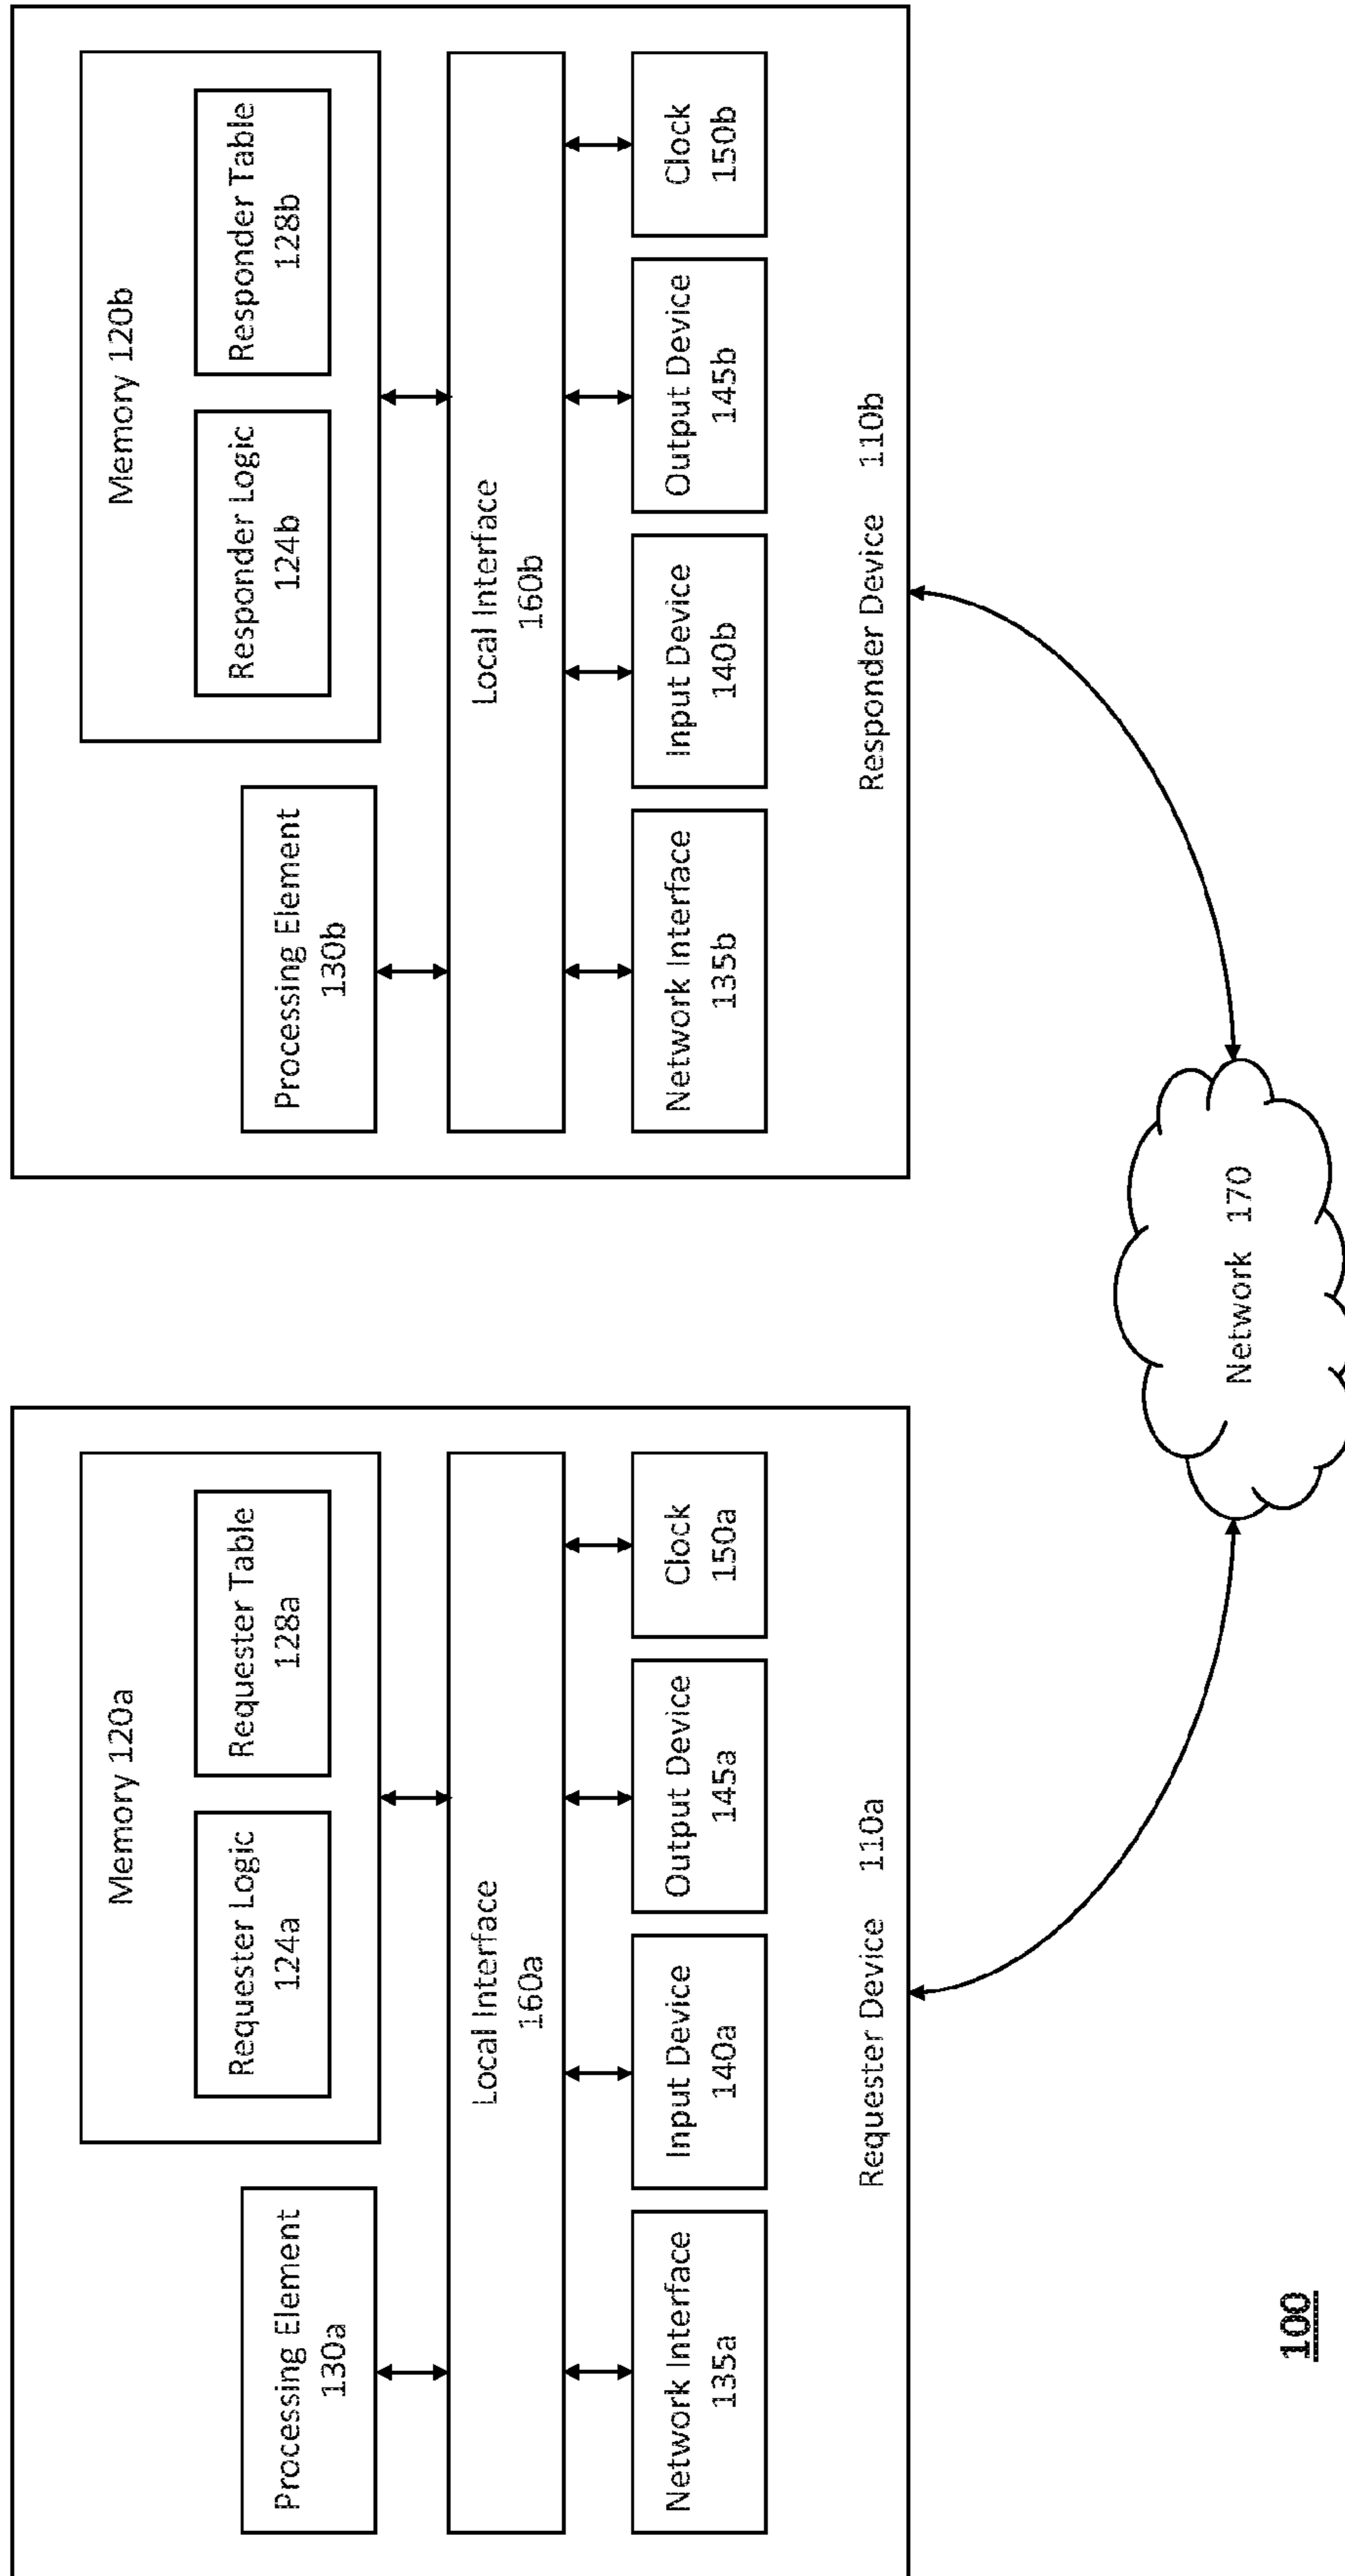 Memory 120a
Requester Logic
124a
Requester Table
128a
Processing Element
130a
Local Interface
160a
Network Interface
135a
Input Device
140a
Output Device
145a
Clock
150a
Requester Device 110a
Memory 120b
Responder Logic
124b
Responder Table
128b
Processing Element
130b
Local Interface
160b
Network Interface
135b
Input Device
140b
Output Device
145b
Clock
150b
Responder Device 110b
Network 170
100